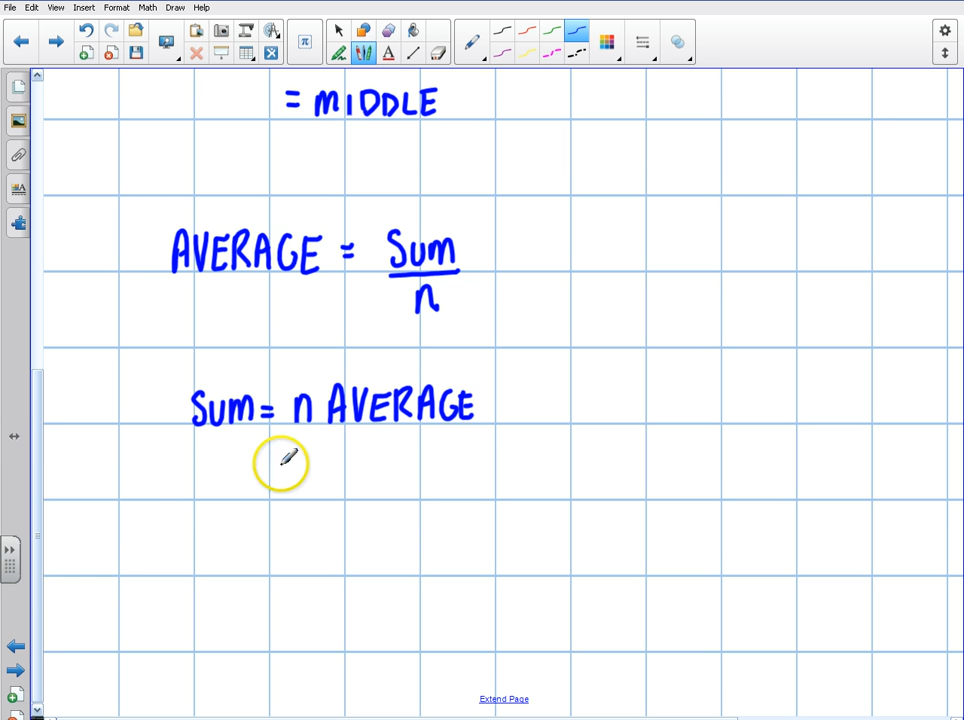 File Edit View Insert Format Math Draw Help
π
A
A
= MIDDLE
AVERAGE = Sum
n
Sum = n AVERAGE
Extend Page